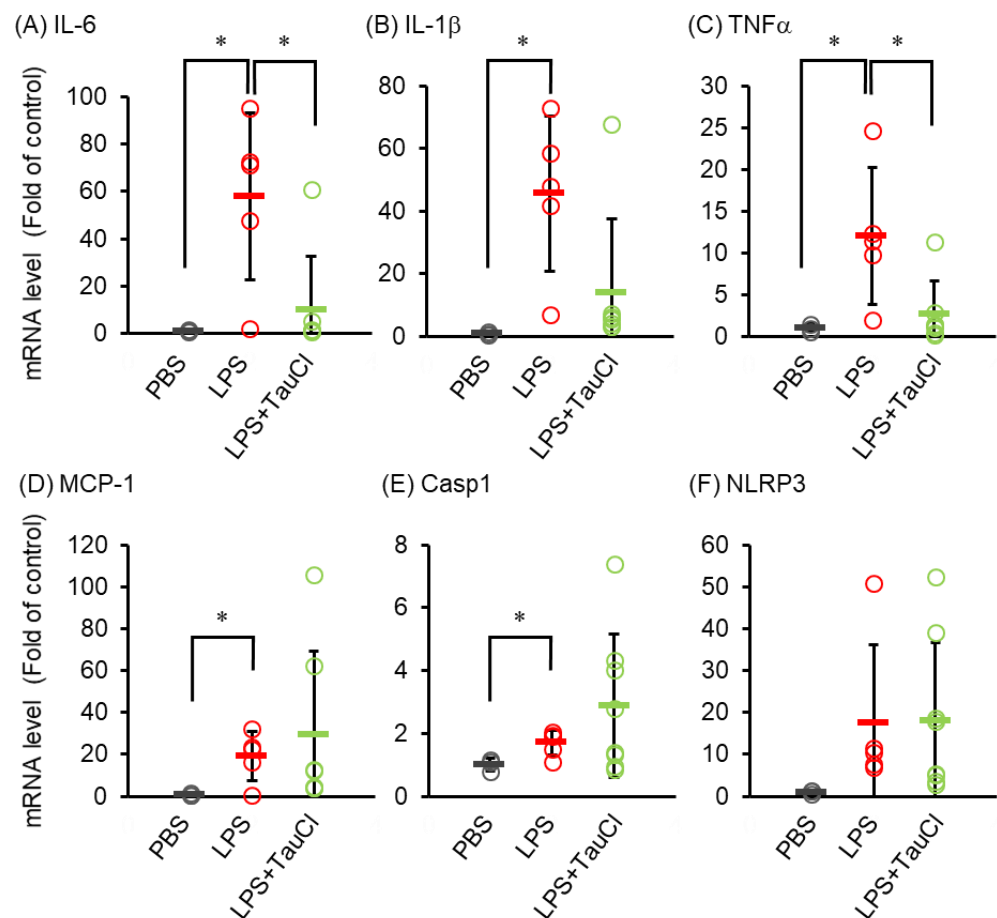 (A) IL-6
(B) IL-1β
(C) TNFα
* *
*
* *
mRNA level (Fold of control)
100
80
60
40
20
0
80
60
40
20
0
30
25
20
15
10
5
0
PBS
LPS
LPS+TauCl
PBS
LPS
LPS+TauCl
PBS
LPS
LPS+TauCl
(D) MCP-1
(E) Casp1
(F) NLRP3
mRNA level (Fold of control)
120
100
80
60
40
20
0
*
8
6
4
2
0
*
60
50
40
30
20
10
0
PBS
LPS
LPS+TauCl
PBS
LPS
LPS+TauCl
PBS
LPS
LPS+TauCl